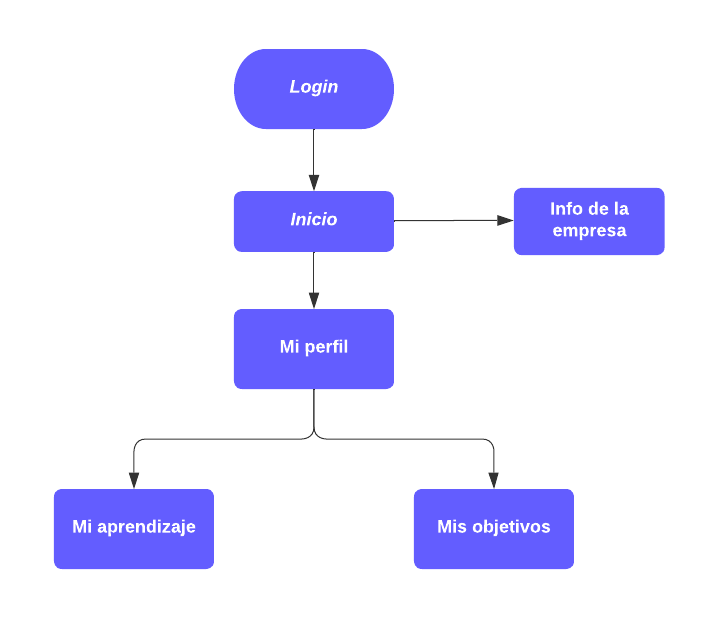 Login
Inicio
Info de la
empresa
Mi perfil
Mi aprendizaje
Mis objetivos